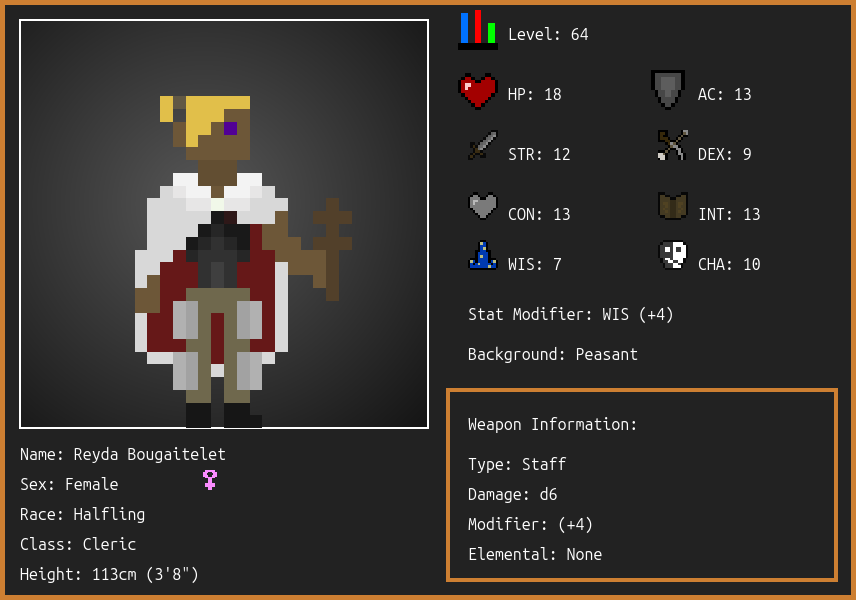 Level: 64
HP: 18
AC: 13
STR: 12
DEX: 9
CON: 13
INT: 13
WIS: 7
CHA: 10
Stat Modifier: WIS (+4)
Background: Peasant
Weapon Information:
Type: Staff
Damage: d6
Modifier: (+4)
Elemental: None
Name: Reyda Bougaitelet
Sex: Female
Race: Halfling
Class: Cleric
Height: 113cm (3'8")